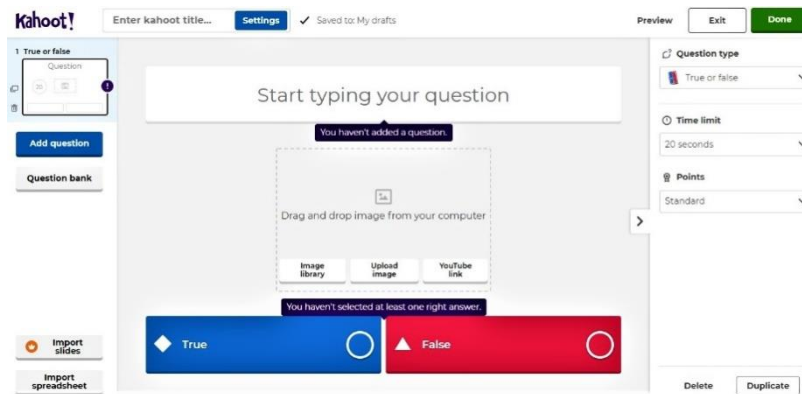 Kahoot!
Enter kahoot title...
Settings
Saved to: My drafts
Preview
Exit
Done
1 True or false
Question
Add question
Question bank
Import
slides
Import
spreadsheet
Start typing your question
You haven't added a question.
Drag and drop image from your computer
Image
library
Upload
image
YouTube
link
You haven't selected at least one right answer.
True
False
Question type
True or false
Time limit
20 seconds
Points
Standard
Delete
Duplicate